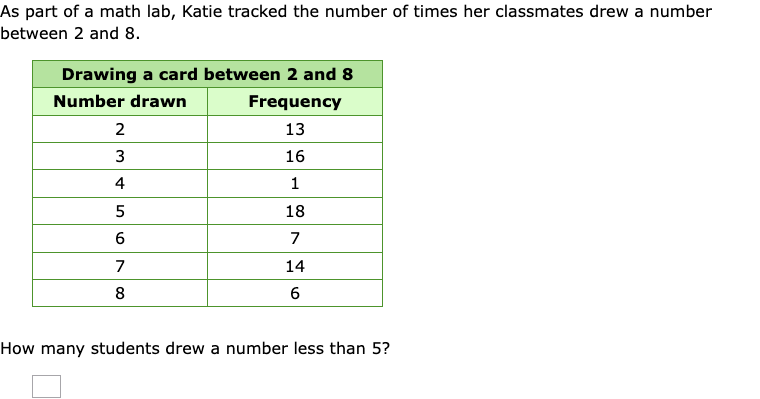 As part of a math lab, Katie tracked the number of times her classmates drew a number
between 2 and 8.
Drawing a card between 2 and 8
Number drawn Frequency
2 13
3 16
4 1
5 18
6 7
7 14
8 6
How many students drew a number less than 5?